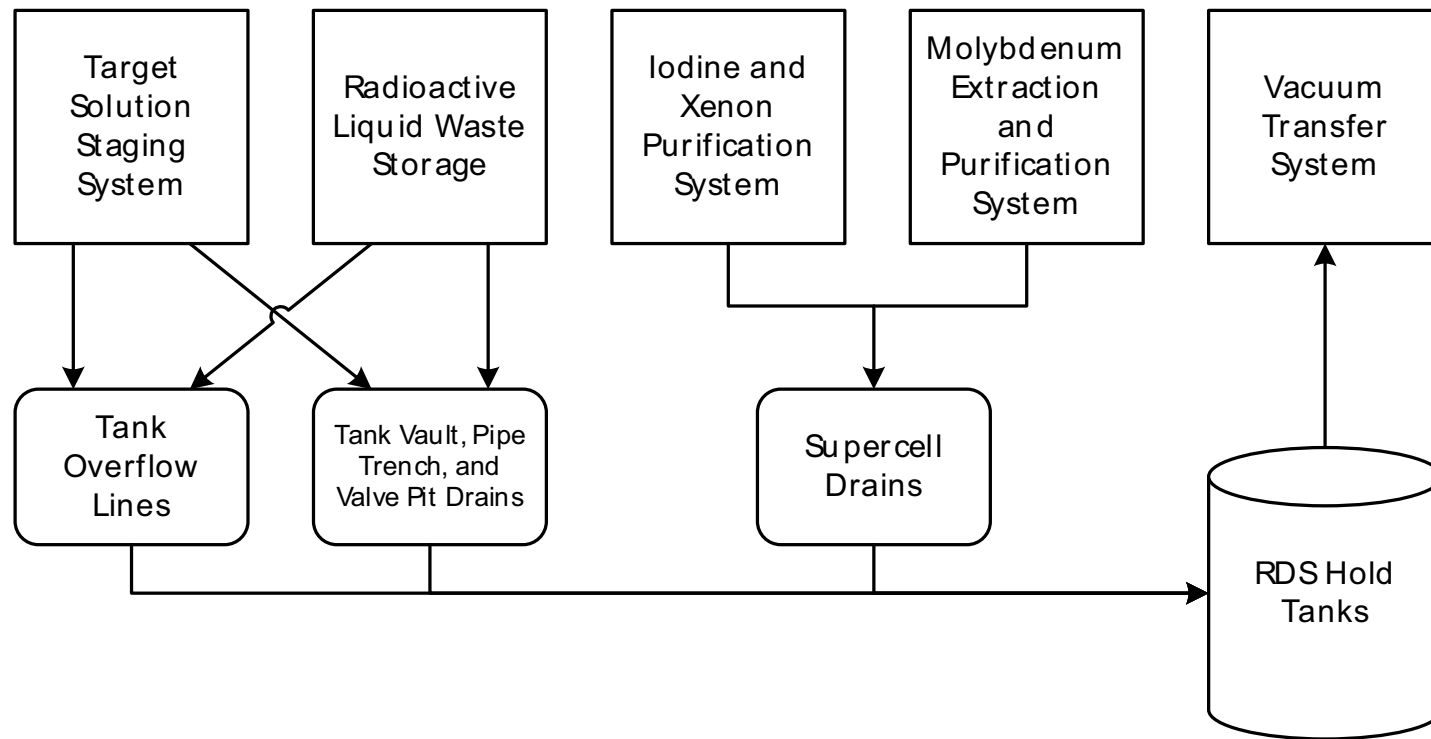 Target
Solution
Staging
System
Radioactive
Liquid Waste
Storage
Iodine and
Xenon
Purification
System
Molybdenum
Extraction
and
Purification
System
Vacuum
Transfer
System
Tank
Overflow
Lines
Tank Vault, Pipe
Trench, and
Valve Pit Drains
Supercell
Drains
RDS Hold
Tanks